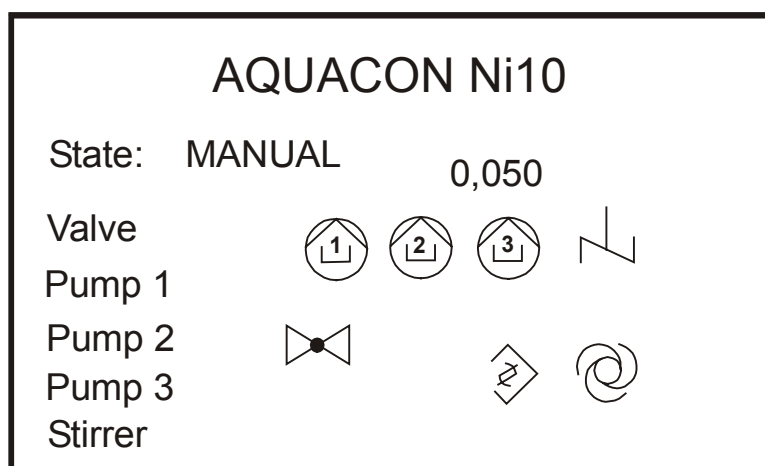 AQUACON Ni10
State: MANUAL 0,050
Valve
1 2 3
Pump 1
Pump 2
Pump 3
Stirrer